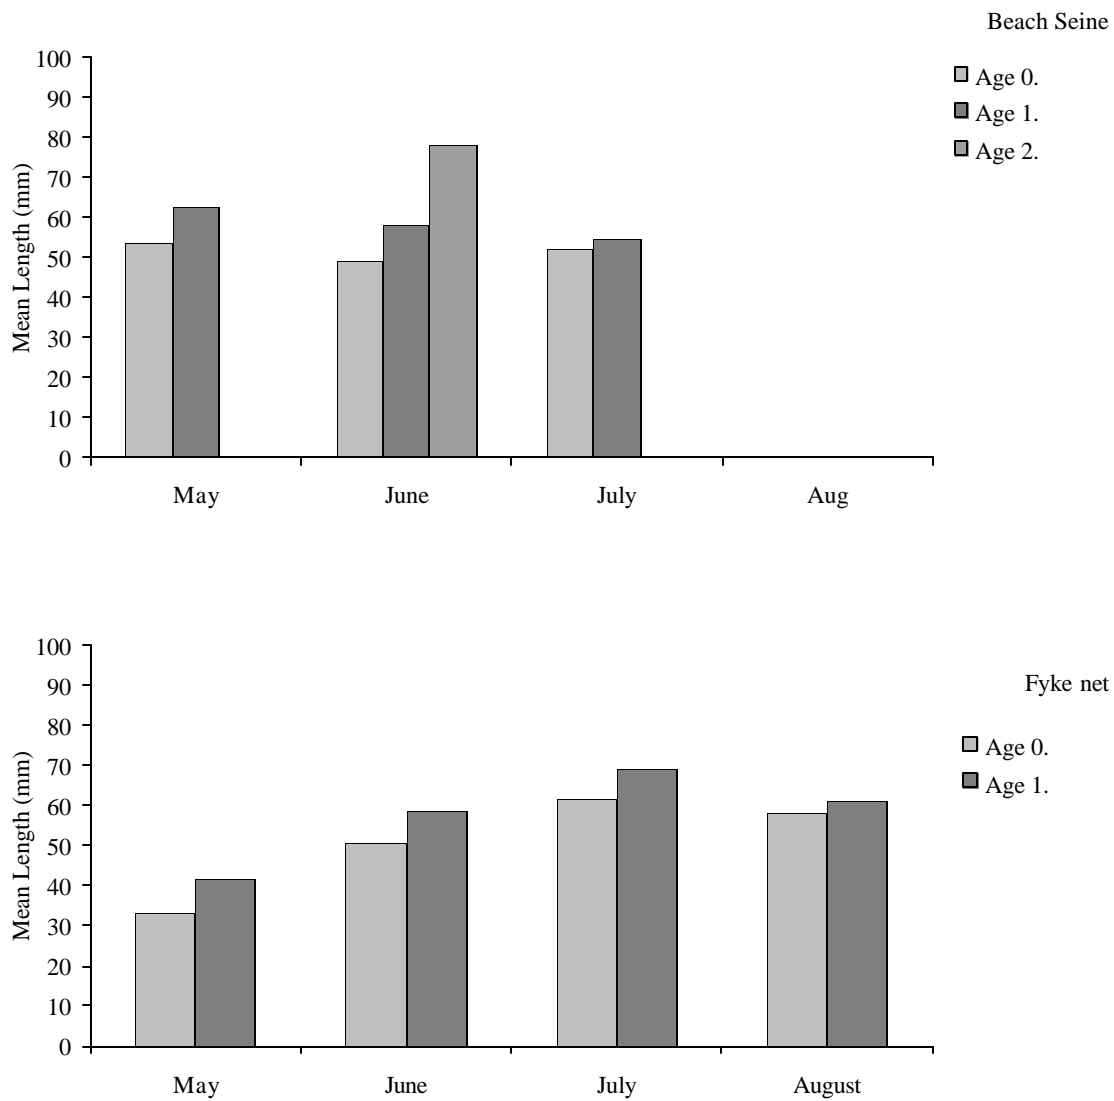 Beach Seine
Age 0.
Age 1.
Age 2.
Mean Length (mm)
100
90
80
70
60
50
40
30
20
10
0
May
June
July
Aug
Fyke net
Age 0.
Age 1.
Mean Length (mm)
100
90
80
70
60
50
40
30
20
10
0
May
June
July
August